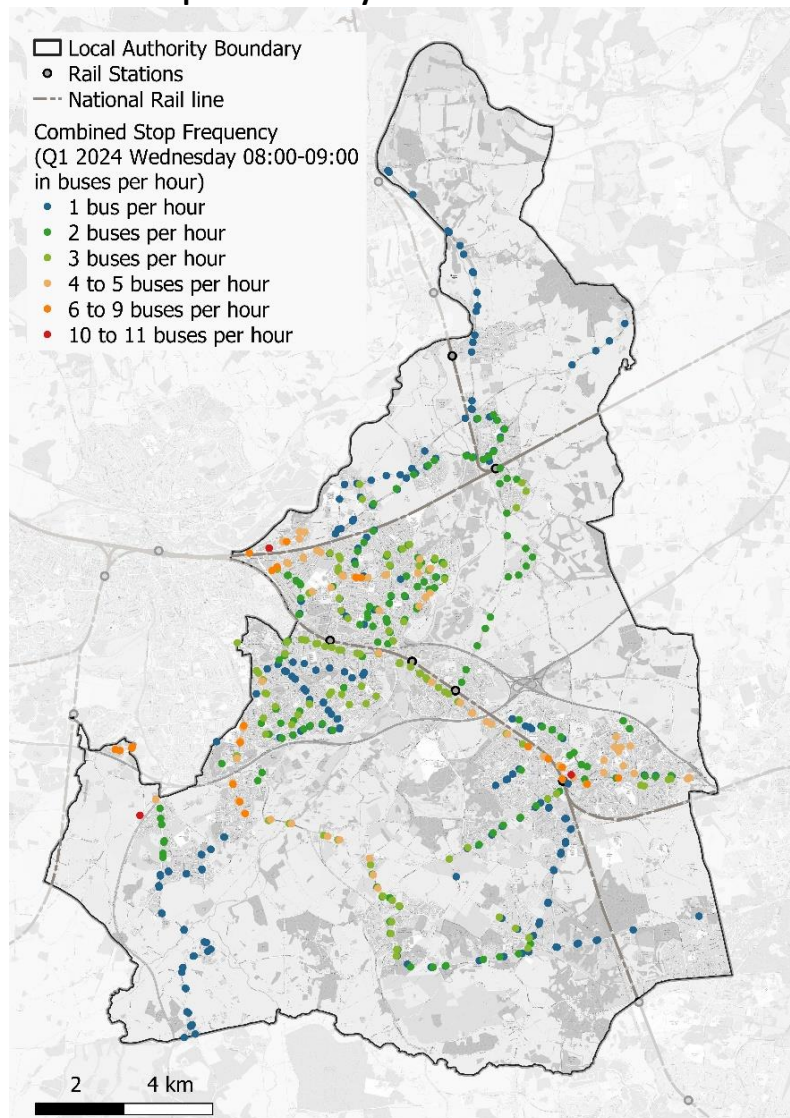 Local Authority Boundary
Rail Stations
National Rail line
Combined Stop Frequency
(Q1 2024 Wednesday 08:00-09:00
in buses per hour)
1 bus per hour
2 buses per hour
3 buses per hour
4 to 5 buses per hour
6 to 9 buses per hour
10 to 11 buses per hour
2 4 km